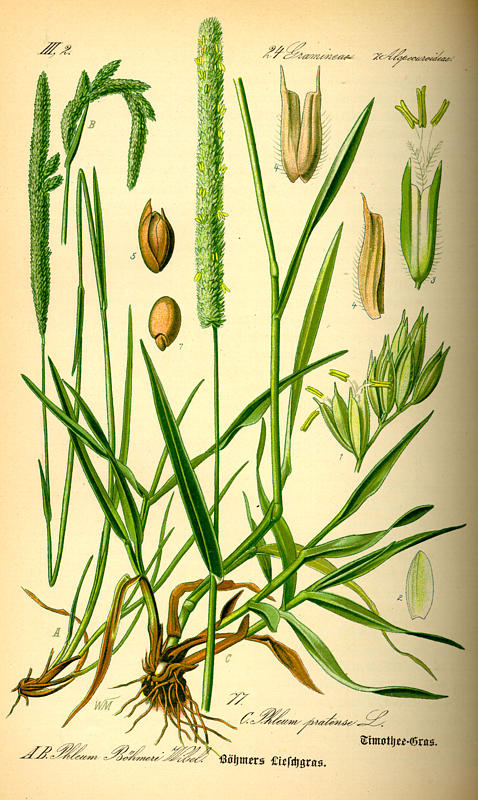 III, 2.
24 Gramineae z Alopecuroideae.
B
4
5
3
4
7
1
2
A
C
WM
77.
C. Phleum pratense L.
Timothee-Gras.
A B. Phleum Böhmeri Wibel. Böhmers Lieschgras.